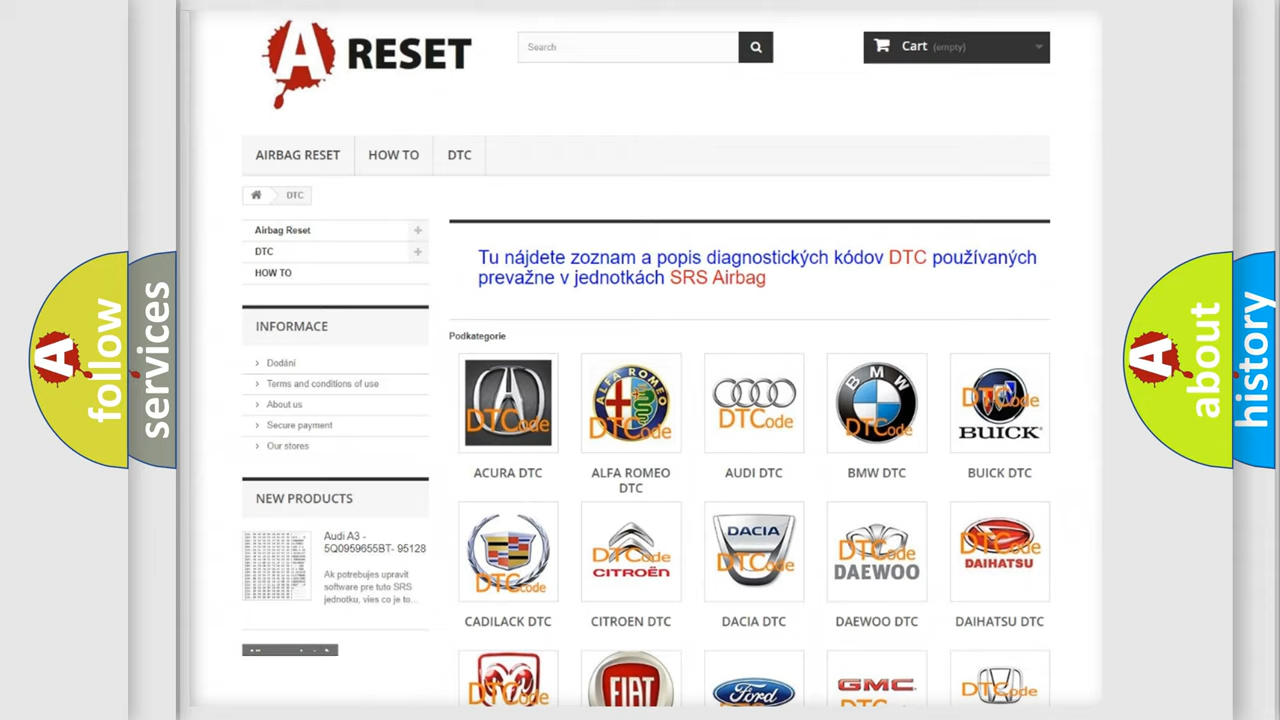 A RESET
Search
Cart (empty)
AIRBAG RESET
HOW TO
DTC
DTC
Airbag Reset
DTC
HOW TO
Tu nájdete zoznam a popis diagnostických kódov DTC používaných
prevažne v jednotkách SRS Airbag
INFORMACE
Dodání
Terms and conditions of use
About us
Secure payment
Our stores
NEW PRODUCTS
Audi A3 -
5Q0959655BT- 95128
Ak potrebujes upravit
software pre tuto SRS
jednotku, vies co je to...
Podkategorie
DTCode
ALFA ROMEO
DTCode
DTCode
BMW
DTCode
DTCode
BUICK
ACURA DTC
ALFA ROMEO
DTC
AUDI DTC
BMW DTC
BUICK DTC
DTCode
DTCode
CITROËN
DACIA
DTCode
DTCode
DAEWOO
DTCode
DAIHATSU
CADILACK DTC
CITROEN DTC
DACIA DTC
DAEWOO DTC
DAIHATSU DTC
DTCode
FIAT
Ford
GMC
DTCode
A follow
services
A about
history